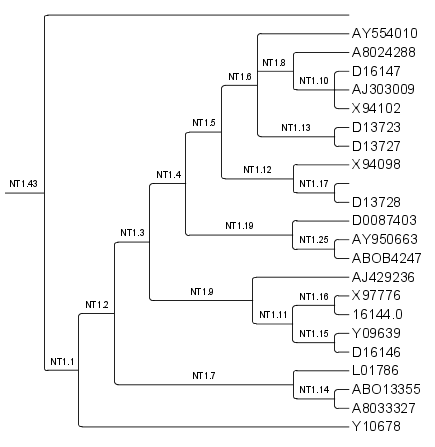 AY554010
NT1.8
A8024288
NT1.6
D16147
NT1.10
AJ303009
X94102
NT1.5
D13723
NT1.13
D13727
X94098
NT1.12
NT1.4
NT1.17
NT1.43
D13728
D0087403
NT1.19
NT1.3
AY950663
NT1.25
ABOB4247
AJ429236
NT1.9
NT1.16
X97776
NT1.2
NT1.11
16144.0
NT1.15
Y09639
D16146
NT1.1
L01786
NT1.7
NT1.14
ABO13355
A8033327
Y10678